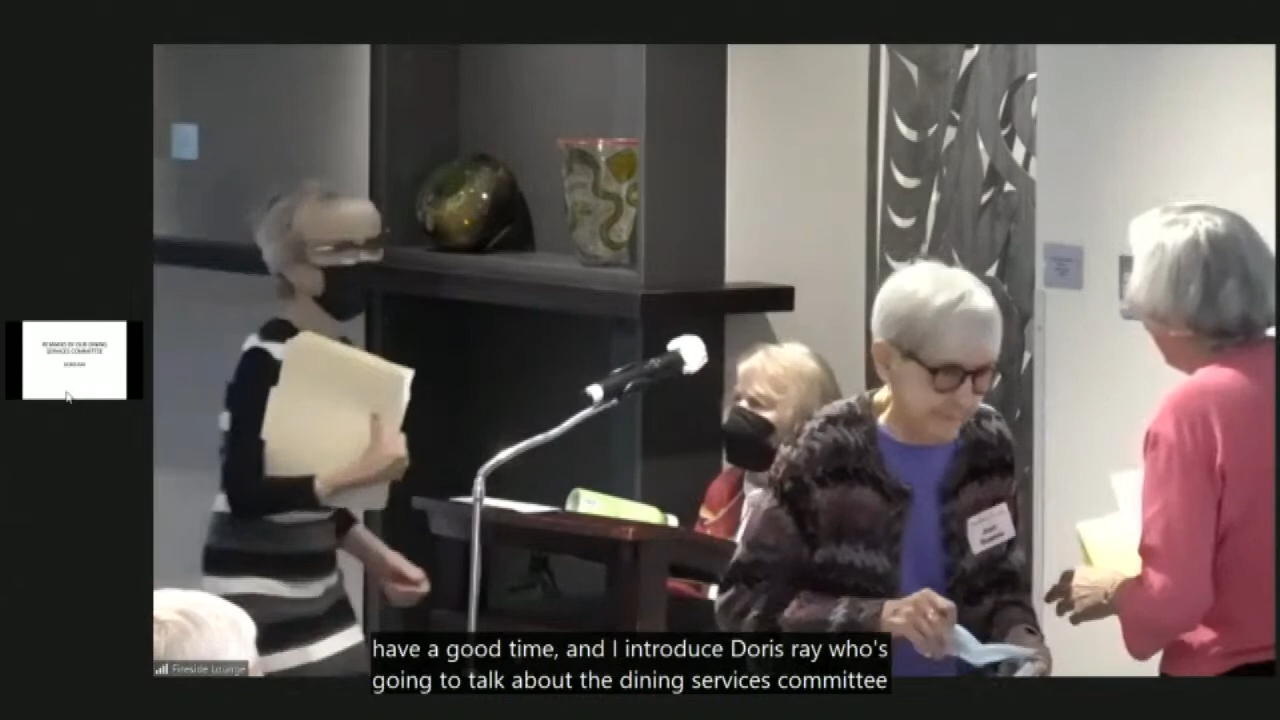 REMARKS BY OUR DINING
SERVICES COMMITTEE
Fireside Lounge
have a good time, and I introduce Doris ray who's
going to talk about the dining services committee